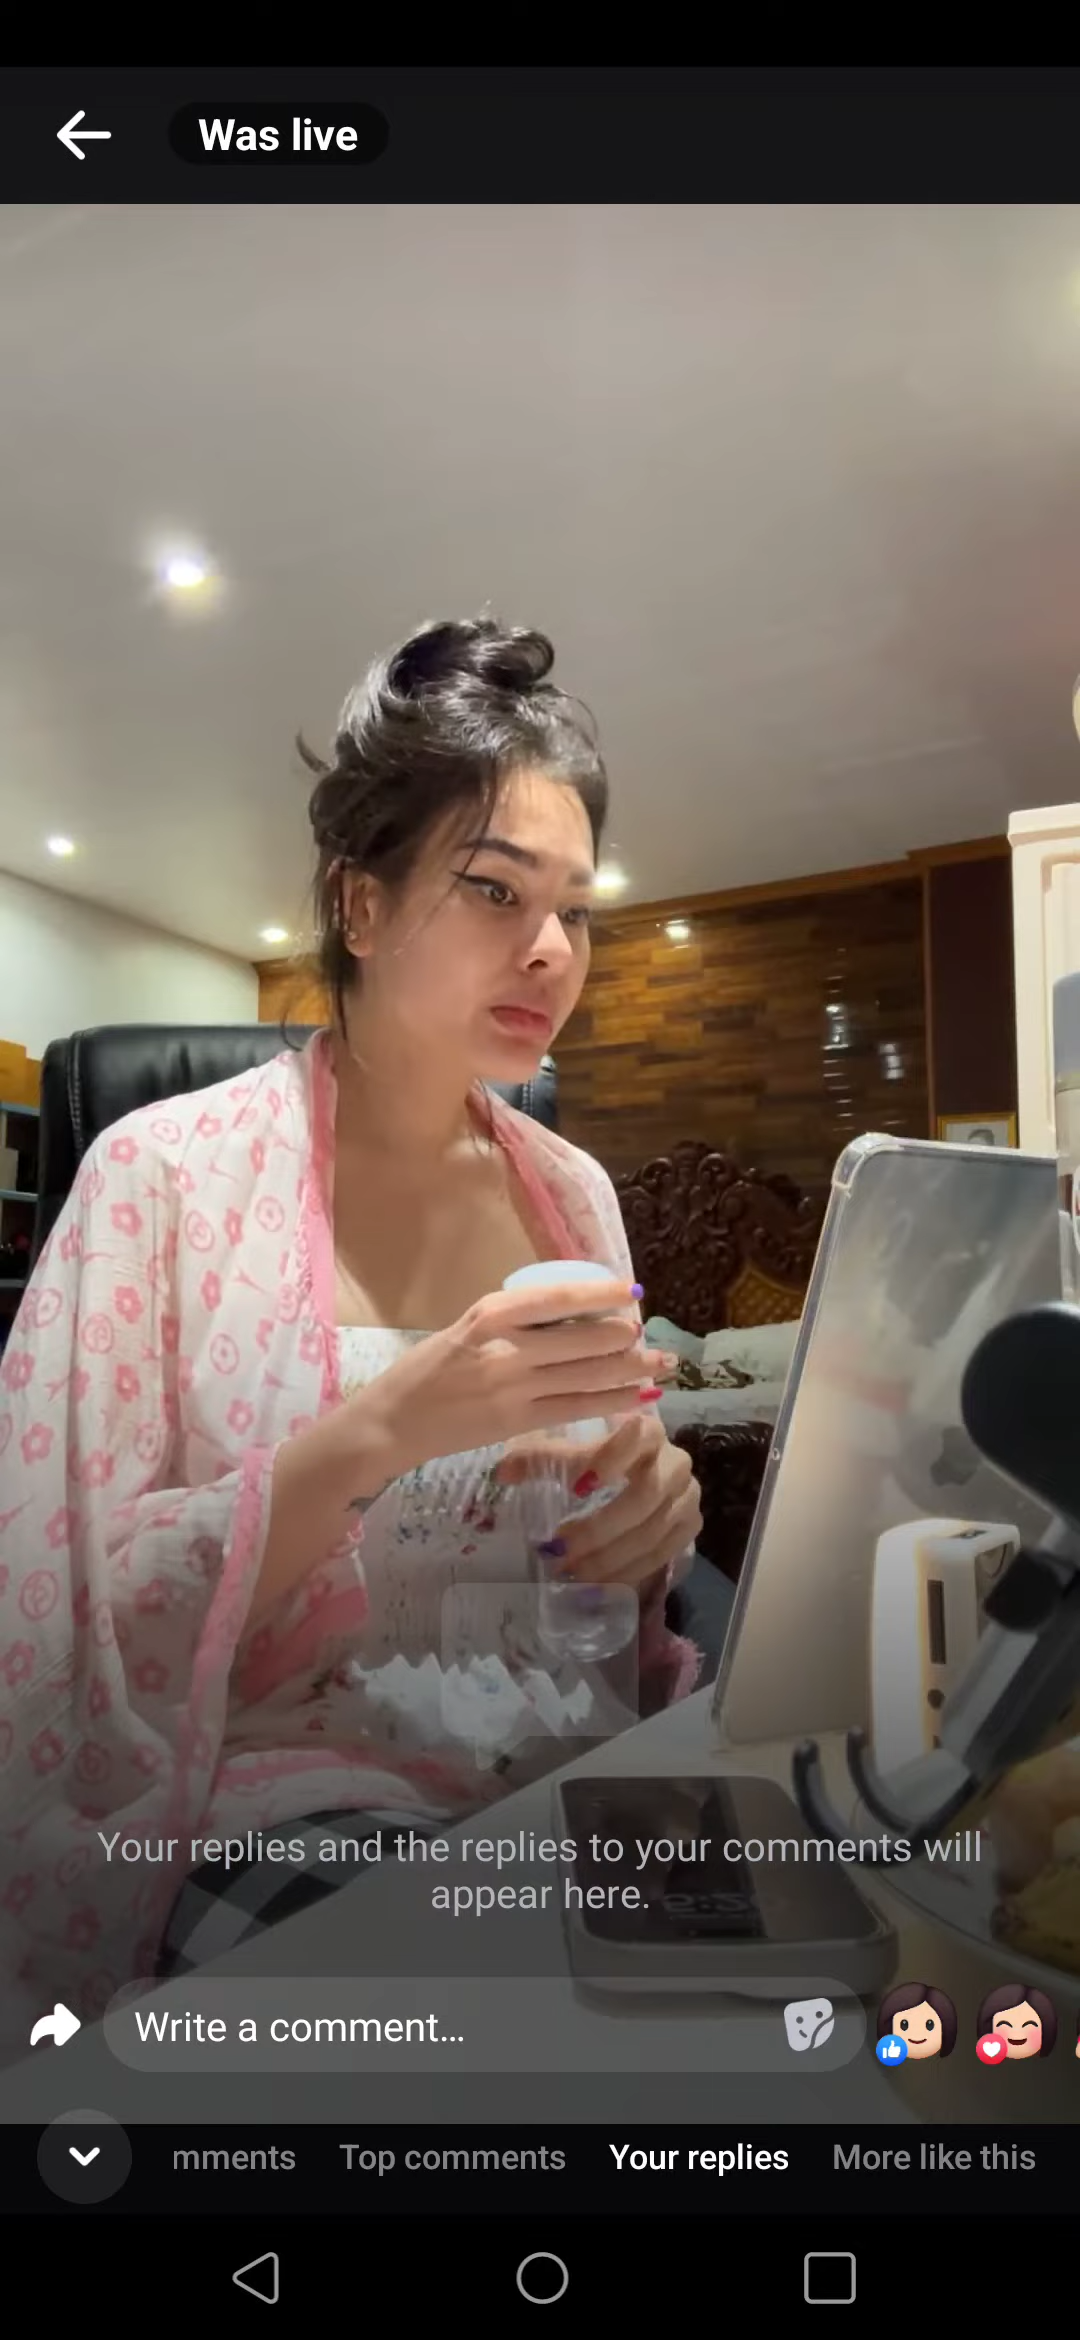 Was live
Your replies and the replies to your comments will
appear here.
Write a comment...
mments
Top comments
Your replies
More like this